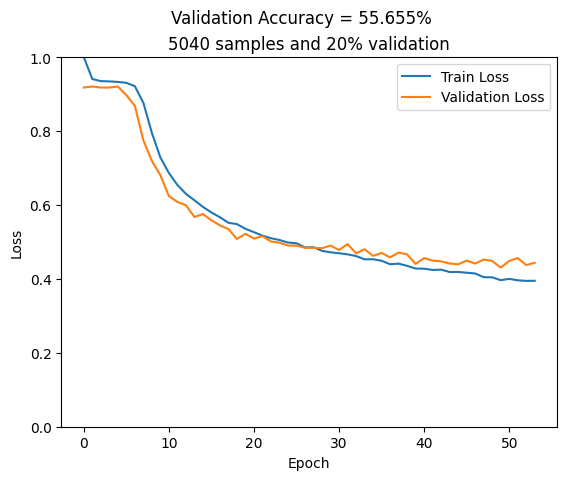 Validation Accuracy = 55.655%
5040 samples and 20% validation
Train Loss
Validation Loss
Loss
1.0
0.8
0.6
0.4
0.2
0.0
0 10 20 30 40 50
Epoch